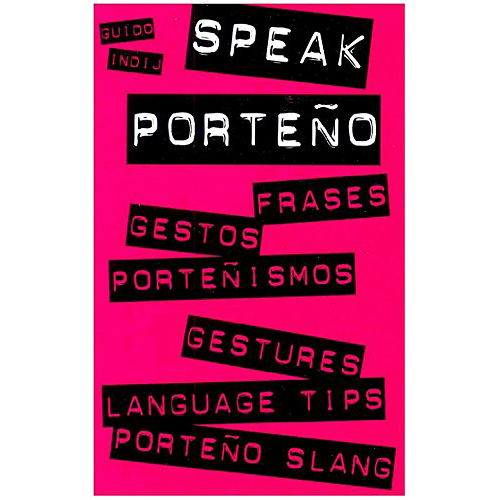 GUIDO
INDIJ
SPEAK
PORTEÑO
FRASES
GESTOS
PORTEÑISMOS
GESTURES
LANGUAGE TIPS
PORTEÑO SLANG